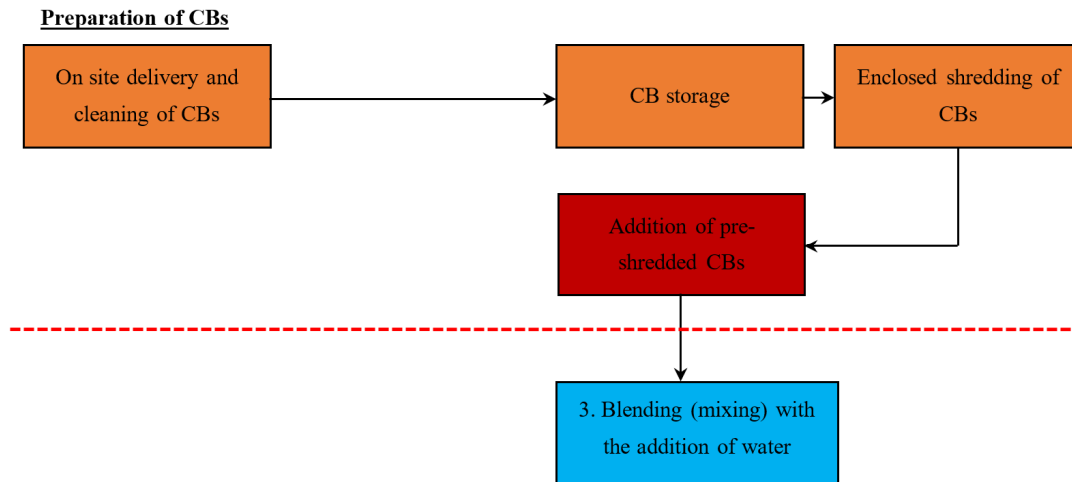 Preparation of CBs
On site delivery and
cleaning of CBs
CB storage
Enclosed shredding of
CBs
Addition of pre-
shredded CBs
3. Blending (mixing) with
the addition of water